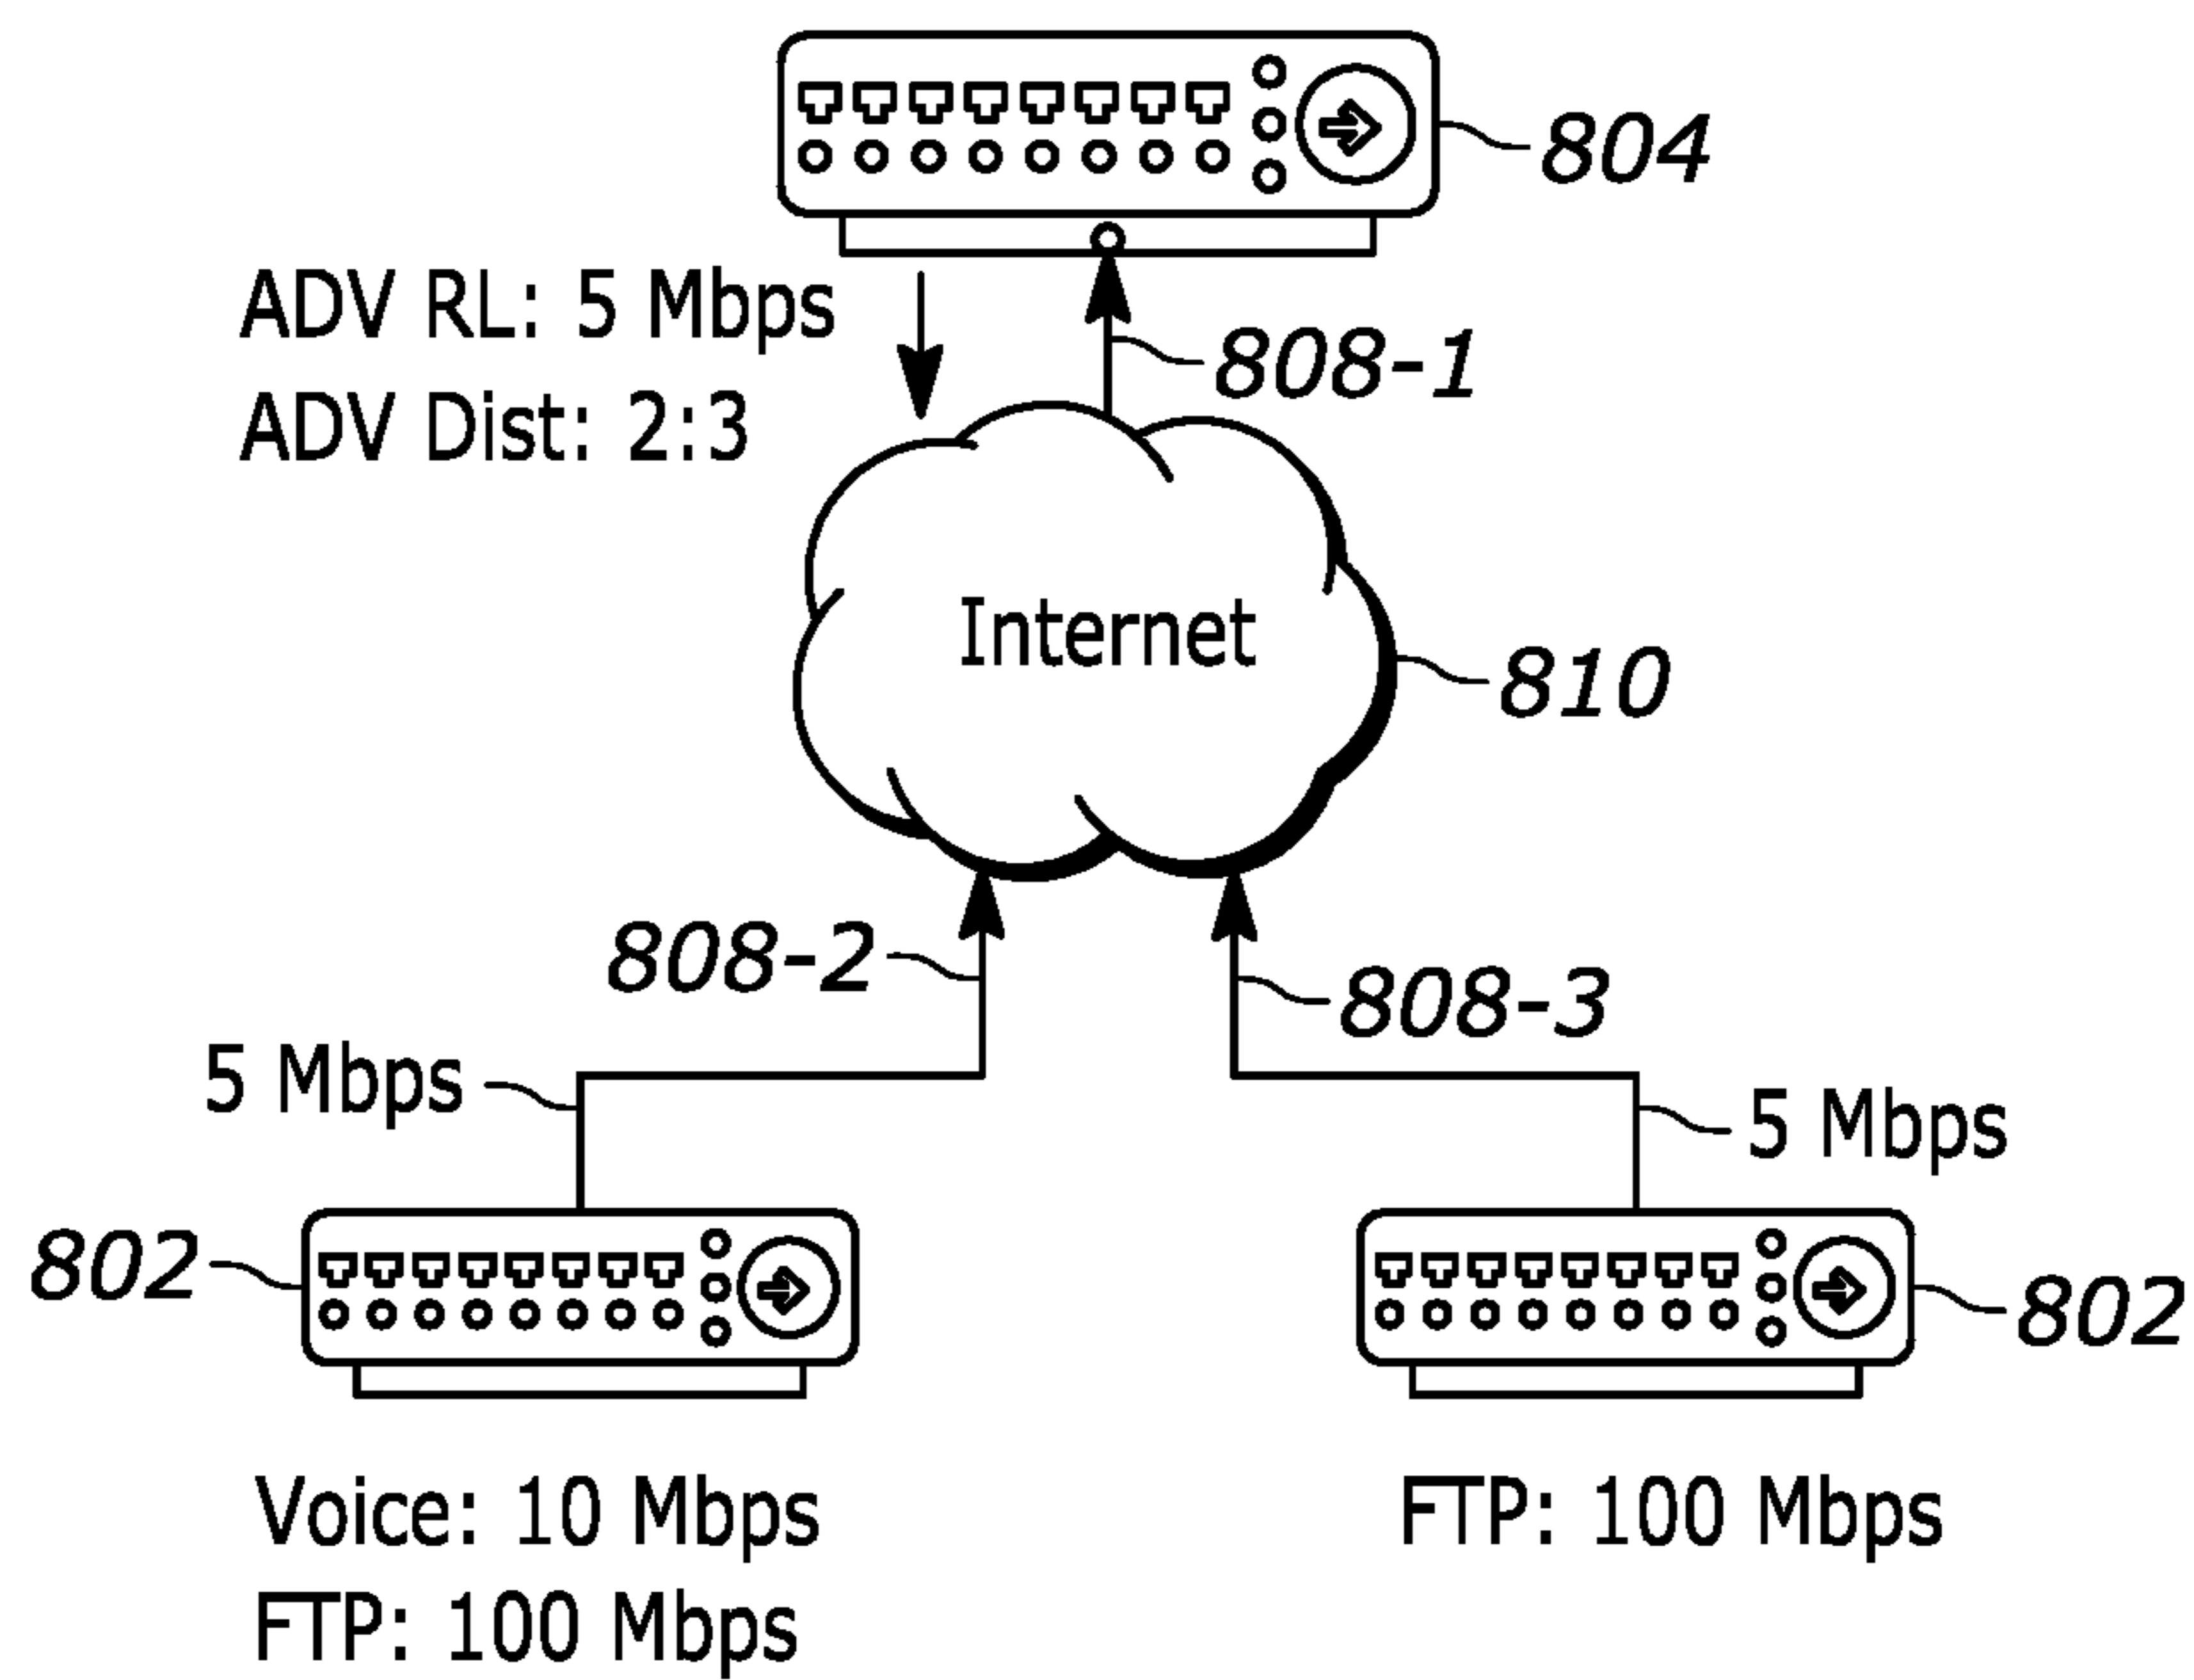 804
ADV RL: 5 Mbps
808-1
ADV Dist: 2:3
Internet
810
808-2
808-3
5 Mbps
5 Mbps
802
802
Voice: 10 Mbps
FTP: 100 Mbps
FTP: 100 Mbps